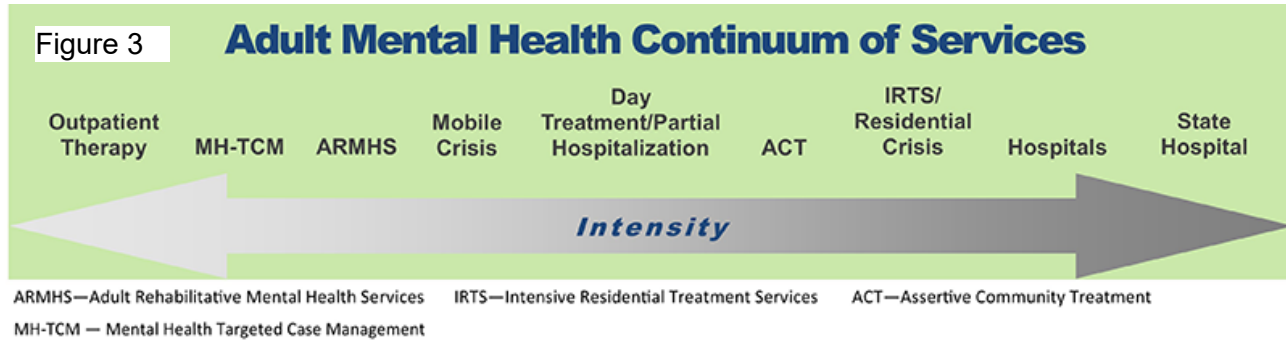 Figure 3
Adult Mental Health Continuum of Services
Outpatient
Therapy
MH-TCM
ARMHS
Mobile
Crisis
Day
Treatment/Partial
Hospitalization
ACT
IRTS/
Residential
Crisis
Hospitals
State
Hospital
Intensity
ARMHS—Adult Rehabilitative Mental Health Services
IRTS—Intensive Residential Treatment Services
ACT—Assertive Community Treatment
MH-TCM — Mental Health Targeted Case Management